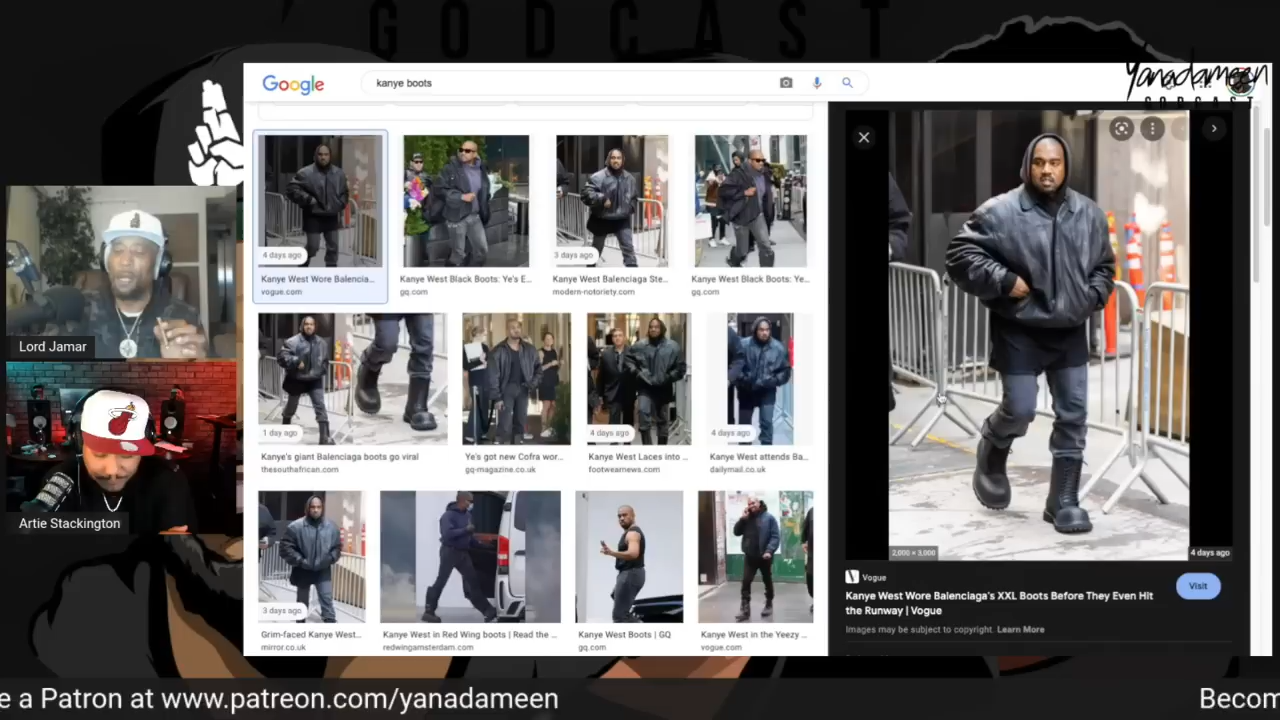 GODCAST
Google
kanye boots
Yanadameen
GODCAST
4 days ago
Kanye West Wore Balencia...
vogue.com
Kanye West Black Boots: Ye's E...
gq.com
3 days ago
Kanye West Balenciaga Ste...
modern-notoriety.com
Kanye West Black Boots: Ye...
gq.com
Lord Jamar
1 day ago
Kanye's giant Balenciaga boots go viral
thesouthafrican.com
Ye's got new Cofra wor...
gq-magazine.co.uk
4 days ago
Kanye West Laces into ...
footwearnews.com
4 days ago
Kanye West attends Ba...
dailymail.co.uk
Artie Stackington
3 days ago
Grim-faced Kanye West...
mirror.co.uk
Kanye West in Red Wing boots | Read the ...
redwingamsterdam.com
Kanye West Boots | GQ
gq.com
Kanye West in the Yeezy ...
vogue.com
2,000 × 3,000
4 days ago
Vogue
Visit
Kanye West Wore Balenciaga's XXL Boots Before They Even Hit
the Runway | Vogue
Images may be subject to copyright. Learn More
e a Patron at www.patreon.com/yanadameen
Becom